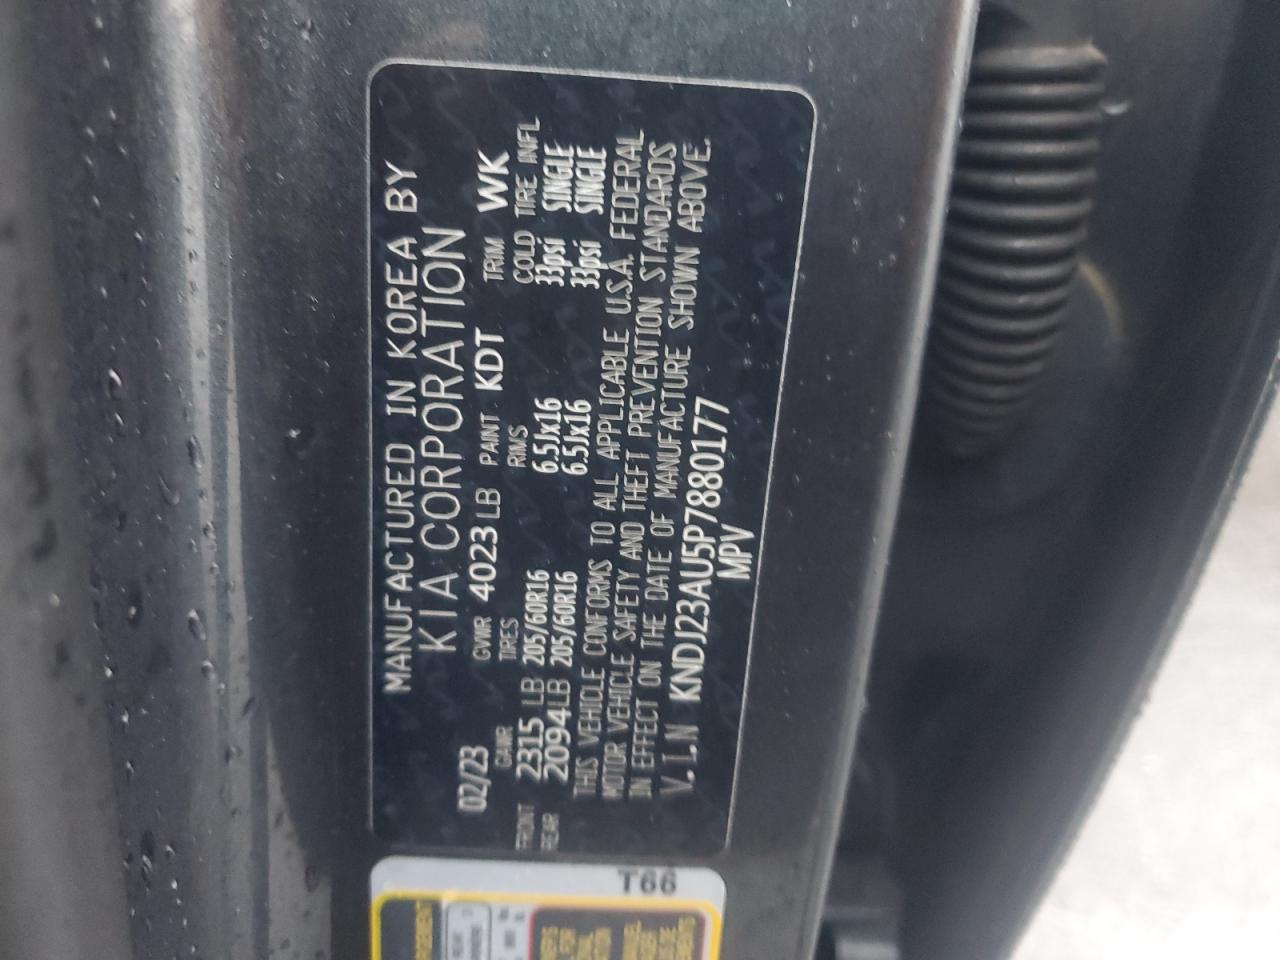 MANUFACTURED IN KOREA BY
KIA CORPORATION
02/23 GVWR 4023 LB PAINT KDT TRIM WK
GAWR TIRES RIMS COLD TIRE INFL
FRONT 2315 LB 205/60R16 6.5Jx16 33psi SINGLE
REAR 2094 LB 205/60R16 6.5Jx16 33psi SINGLE
THIS VEHICLE CONFORMS TO ALL APPLICABLE U.S.A. FEDERAL
MOTOR VEHICLE SAFETY AND THEFT PREVENTION STANDARDS
IN EFFECT ON THE DATE OF MANUFACTURE SHOWN ABOVE.
V.I.N KNDJ23AU5P7880177
MPV
T66